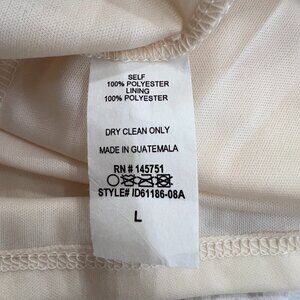 SELF
100% POLYESTER
LINING
100% POLYESTER
DRY CLEAN ONLY
MADE IN GUATEMALA
RN # 145751
STYLE# ID61186-08A
L